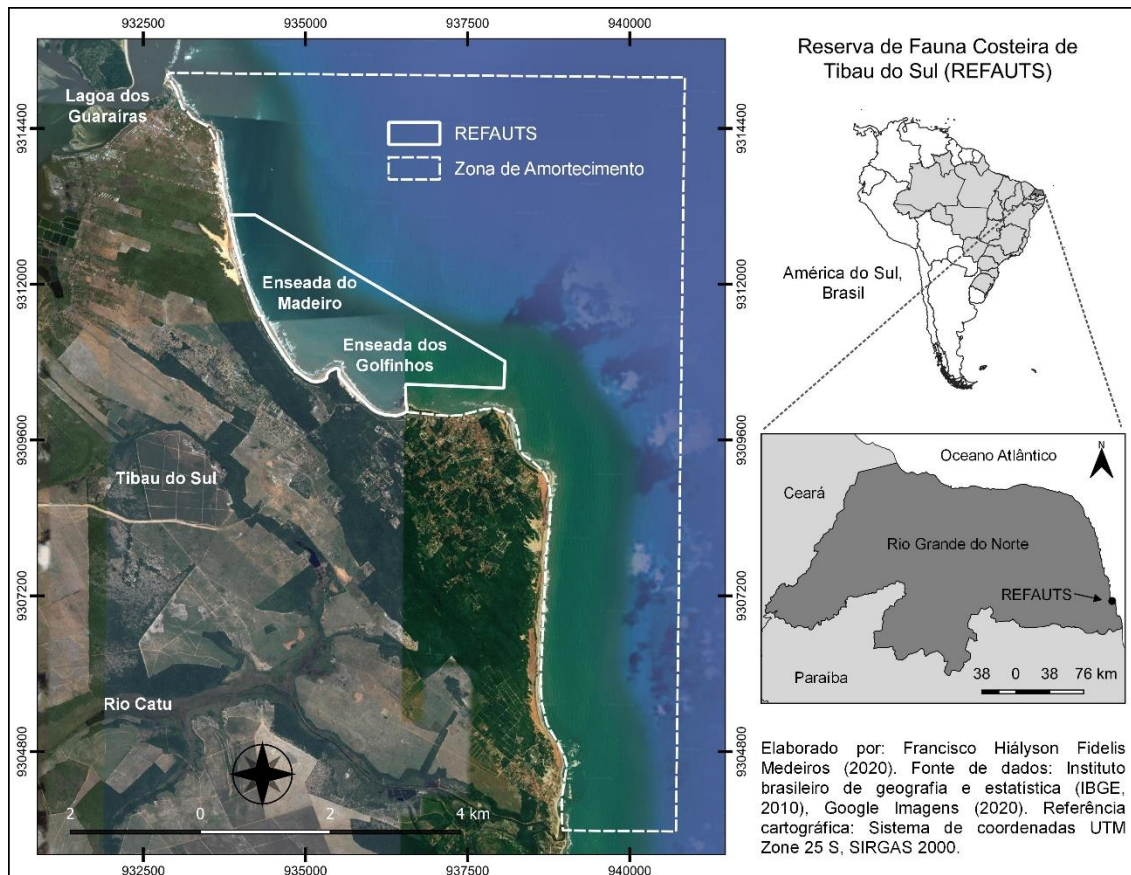 932500
935000
937500
940000
9314400
9312000
9309600
9307200
9304800
Lagoa dos
Guaraíras
REFAUTS
Zona de Amortecimento
Enseada do
Madeiro
Enseada dos
Golfinhos
Tibau do Sul
Rio Catu
2 0 2 4 km
932500
935000
937500
940000
Reserva de Fauna Costeira de
Tibau do Sul (REFAUTS)
América do Sul,
Brasil
9314400
9312000
9309600
9307200
9304800
Oceano Atlântico
N
Ceará
Rio Grande do Norte
REFAUTS
Paraiba
38 0 38 76 km
Elaborado por: Francisco Hiályson Fidelis
Medeiros (2020). Fonte de dados: Instituto
brasileiro de geografia e estatística (IBGE,
2010), Google Imagens (2020). Referência
cartográfica: Sistema de coordenadas UTM
Zone 25 S, SIRGAS 2000.